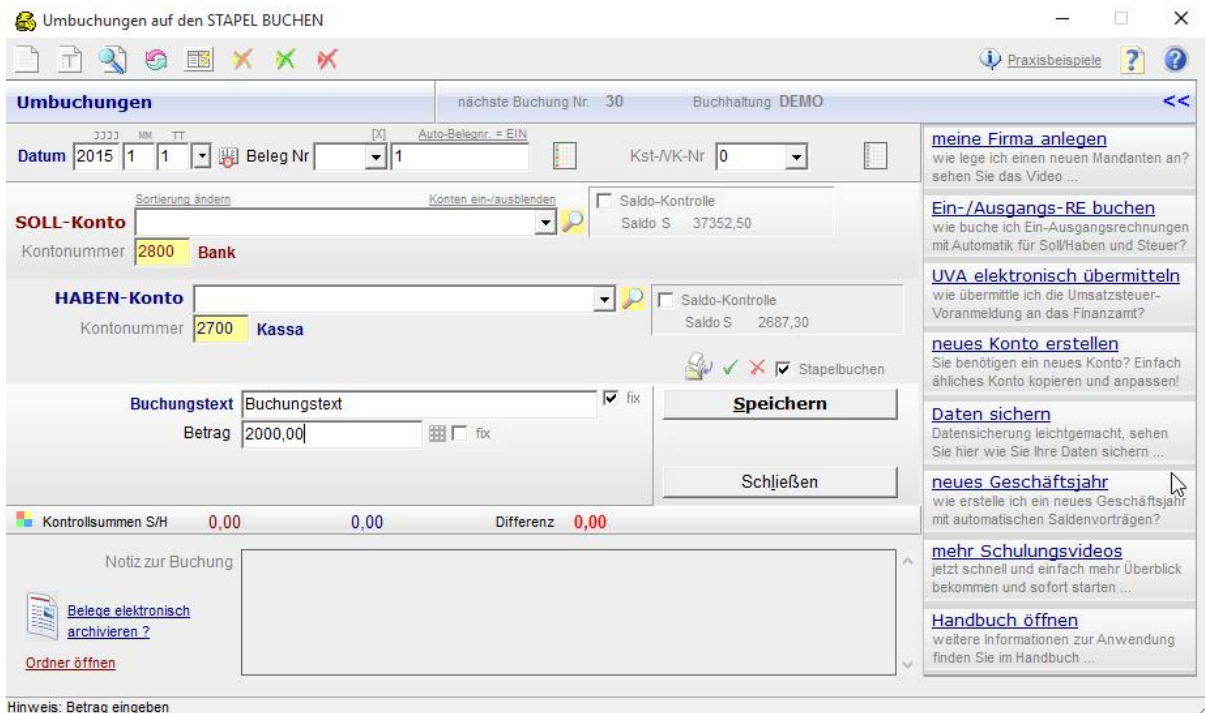 Umbuchungen auf den STAPEL BUCHEN
Praxisbeispiele
Umbuchungen nächste Buchung Nr. 30 Buchhaltung DEMO <<
JJJJ MM TT [X] Auto-Belegnr. = EIN
Datum 2015 1 1 Beleg Nr 1 Kst-/VK-Nr 0
Sortierung ändern Konten ein-/ausblenden Saldo-Kontrolle
SOLL-Konto Saldo S 37352,50
Kontonummer 2800 Bank
HABEN-Konto Saldo-Kontrolle
Kontonummer 2700 Kassa Saldo S 2687,30
Stapelbuchen
Buchungstext Buchungstext fix Speichern
Betrag 2000,00 fix
Schließen
Kontrollsummen S/H 0,00 0,00 Differenz 0,00
Notiz zur Buchung
Belege elektronisch
archivieren ?
Ordner öffnen
meine Firma anlegen
wie lege ich einen neuen Mandanten an?
sehen Sie das Video ...
Ein-/Ausgangs-RE buchen
wie buche ich Ein-Ausgangsrechnungen
mit Automatik für Soll/Haben und Steuer?
UVA elektronisch übermitteln
wie übermittle ich die Umsatzsteuer-
Voranmeldung an das Finanzamt?
neues Konto erstellen
Sie benötigen ein neues Konto? Einfach
ähliches Konto kopieren und anpassen!
Daten sichern
Datensicherung leichtgemacht, sehen
Sie hier wie Sie Ihre Daten sichern ...
neues Geschäftsjahr
wie erstelle ich ein neues Geschäftsjahr
mit automatischen Saldenvorträgen?
mehr Schulungsvideos
jetzt schnell und einfach mehr Überblick
bekommen und sofort starten ...
Handbuch öffnen
weitere Informationen zur Anwendung
finden Sie im Handbuch ...
Hinweis: Betrag eingeben